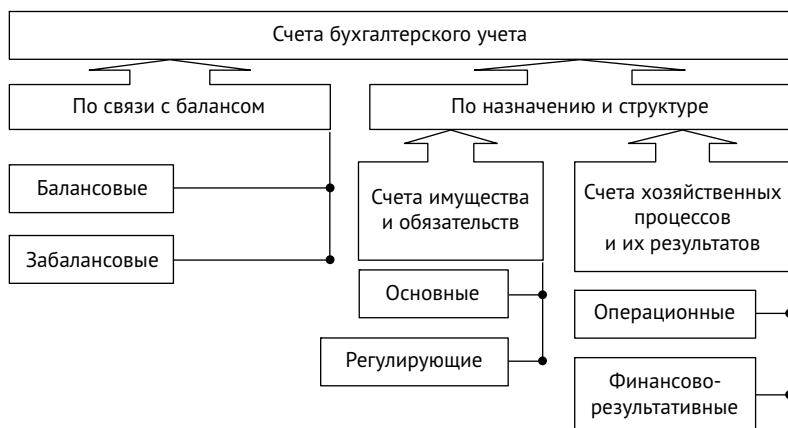 Счета бухгалтерского учета
По связи с балансом
По назначению и структуре
Балансовые
Забалансовые
Счета имущества
и обязательств
Основные
Регулирующие
Счета хозяйственных
процессов
и их результатов
Операционные
Финансово-
результативные